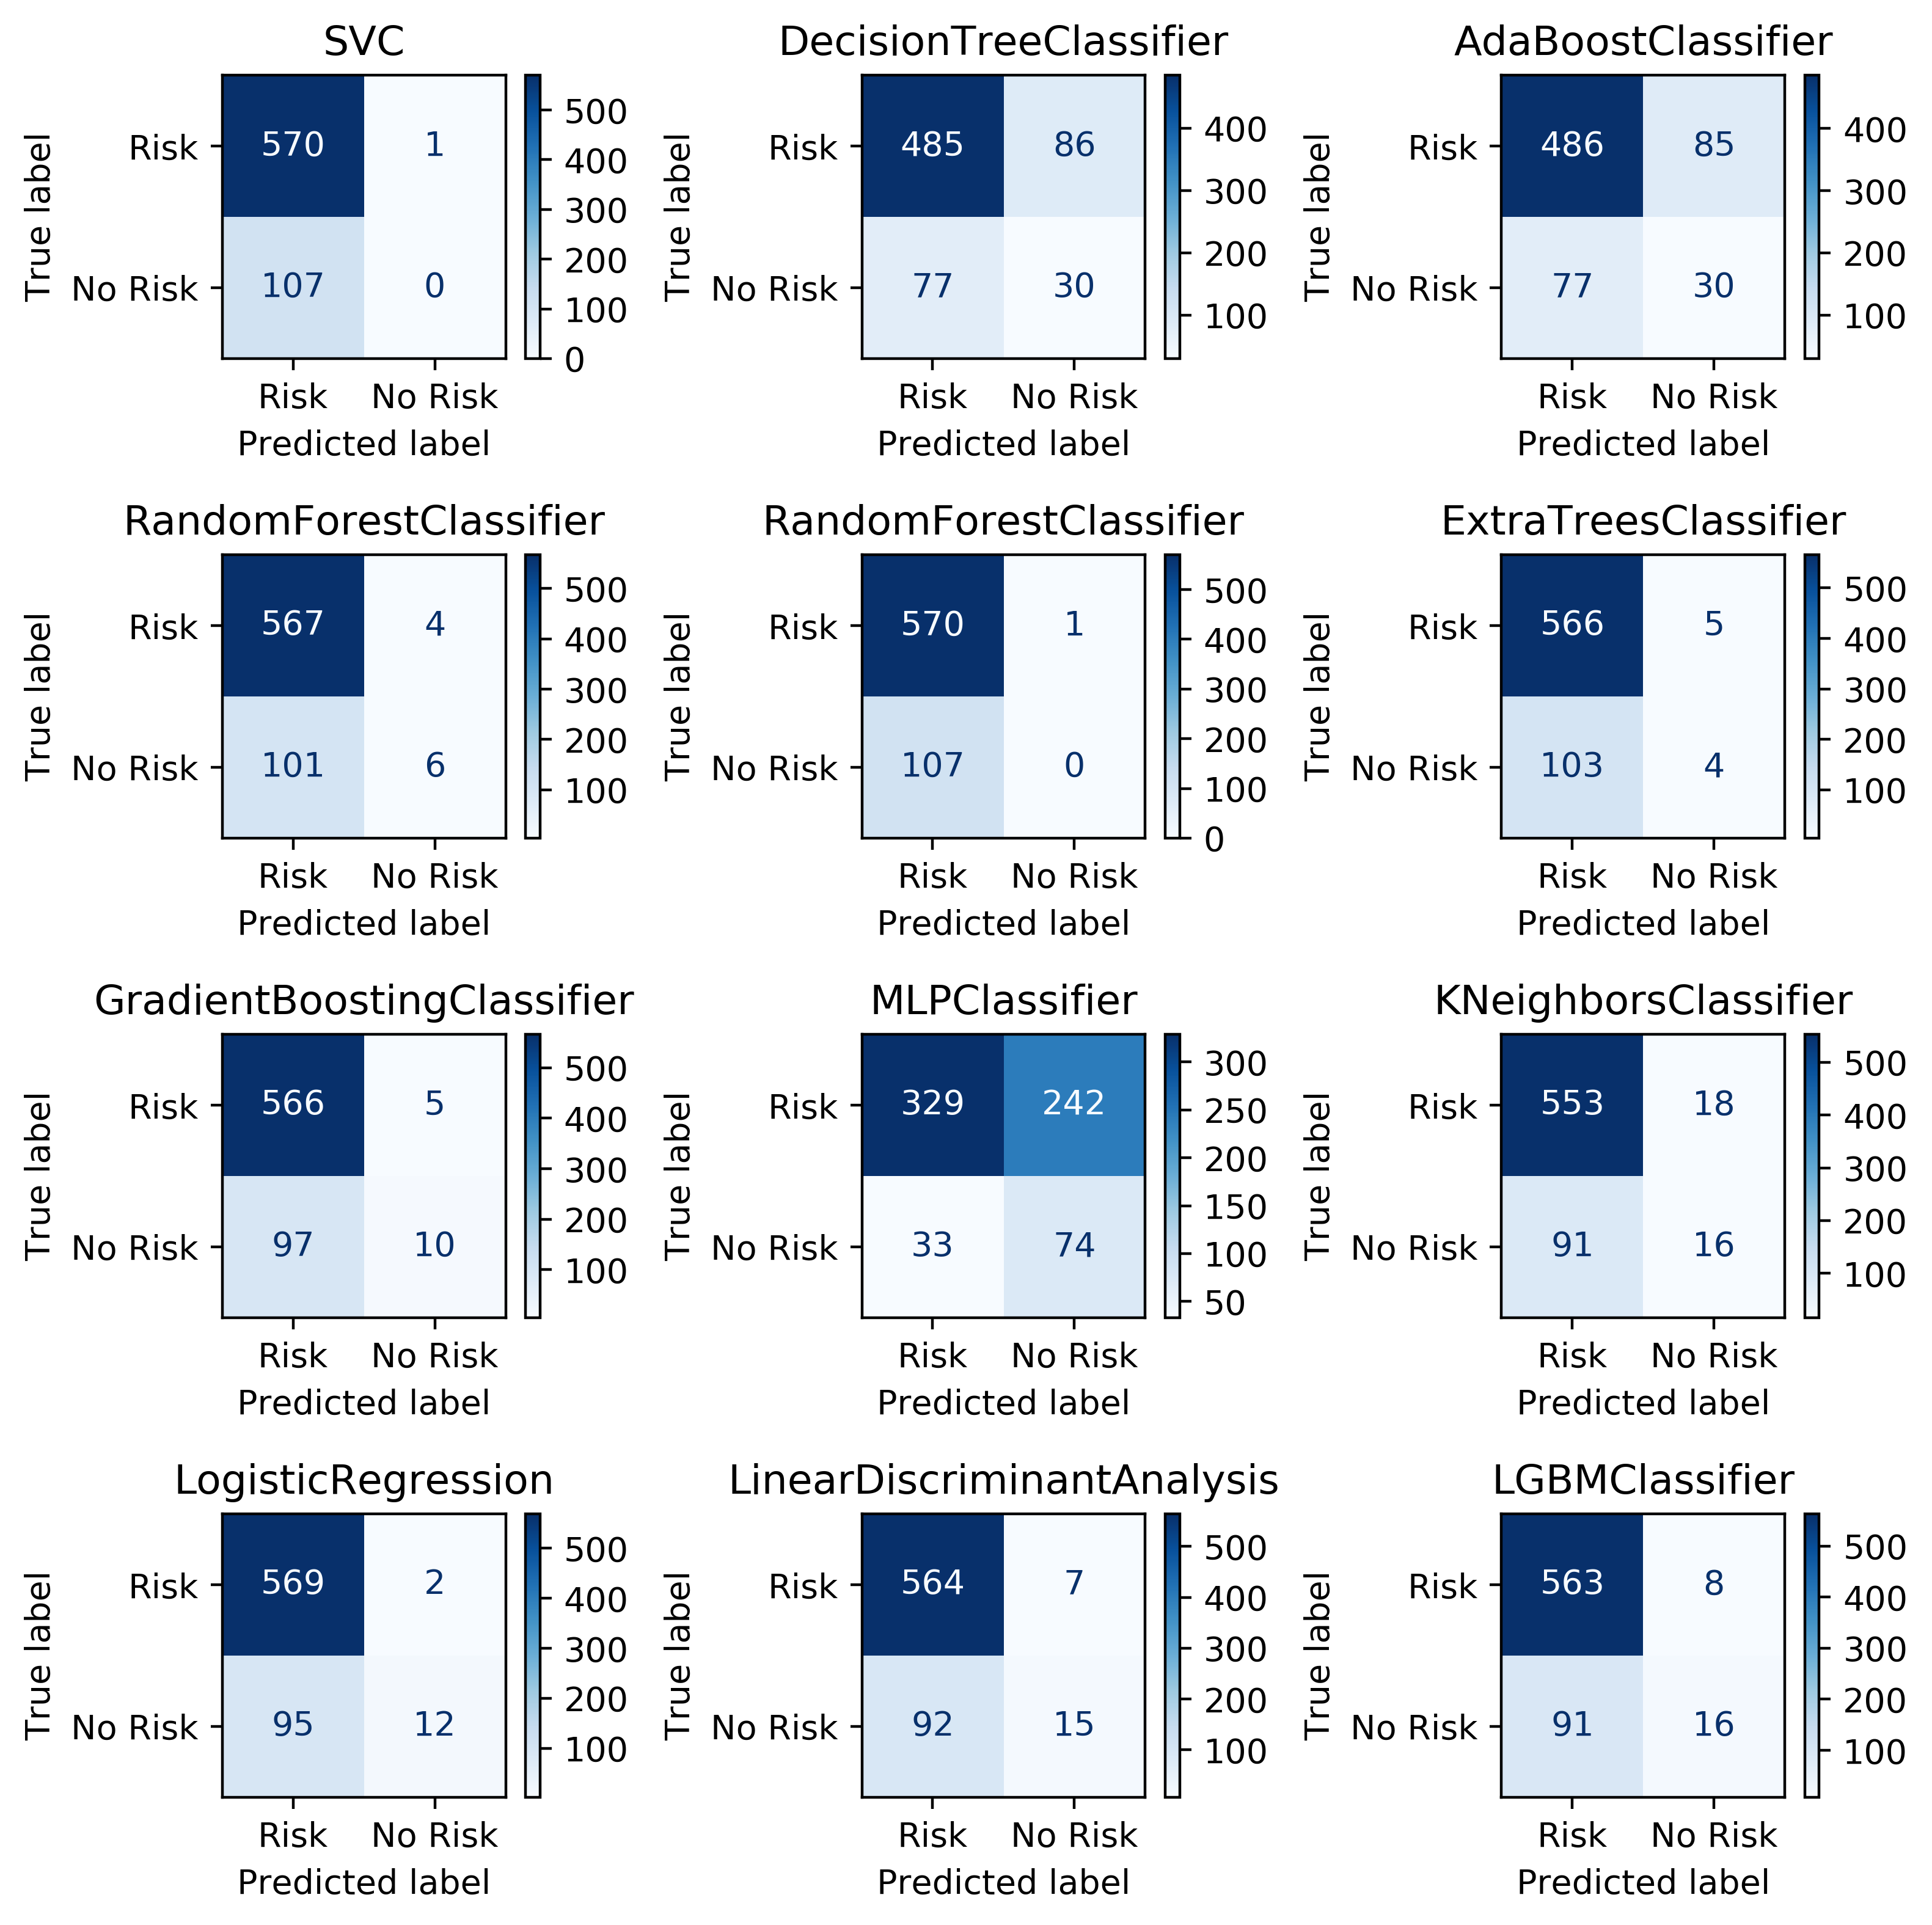 SVC
DecisionTreeClassifier
AdaBoostClassifier
True label
Risk
570
1
No Risk
107
0
Risk
No Risk
Predicted label
500
400
300
200
100
0
True label
Risk
485
86
No Risk
77
30
Risk
No Risk
Predicted label
400
300
200
100
True label
Risk
486
85
No Risk
77
30
Risk
No Risk
Predicted label
400
300
200
100
RandomForestClassifier
RandomForestClassifier
ExtraTreesClassifier
True label
Risk
567
4
No Risk
101
6
Risk
No Risk
Predicted label
500
400
300
200
100
True label
Risk
570
1
No Risk
107
0
Risk
No Risk
Predicted label
500
400
300
200
100
0
True label
Risk
566
5
No Risk
103
4
Risk
No Risk
Predicted label
500
400
300
200
100
GradientBoostingClassifier
MLPClassifier
KNeighborsClassifier
True label
Risk
566
5
No Risk
97
10
Risk
No Risk
Predicted label
500
400
300
200
100
True label
Risk
329
242
No Risk
33
74
Risk
No Risk
Predicted label
300
250
200
150
100
50
True label
Risk
553
18
No Risk
91
16
Risk
No Risk
Predicted label
500
400
300
200
100
LogisticRegression
LinearDiscriminantAnalysis
LGBMClassifier
True label
Risk
569
2
No Risk
95
12
Risk
No Risk
Predicted label
500
400
300
200
100
True label
Risk
564
7
No Risk
92
15
Risk
No Risk
Predicted label
500
400
300
200
100
True label
Risk
563
8
No Risk
91
16
Risk
No Risk
Predicted label
500
400
300
200
100